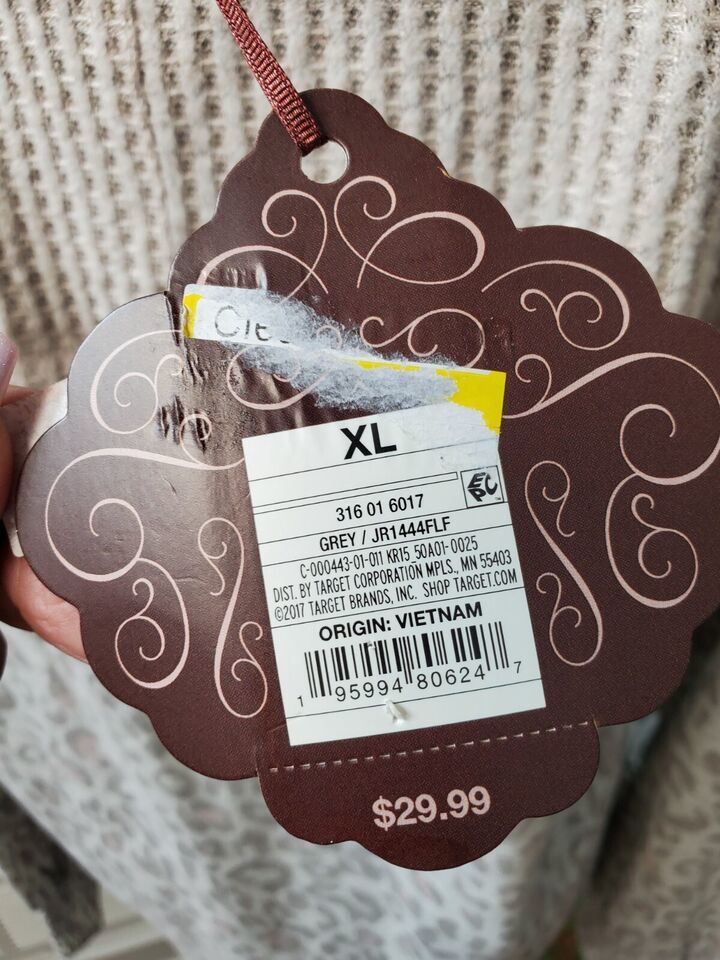 XL
EPC
316 01 6017
GREY / JR1444FLF
C-000443-01-011 KR15 50A01-0025
DIST. BY TARGET CORPORATION MPLS., MN 55403
©2017 TARGET BRANDS, INC. SHOP TARGET.COM
ORIGIN: VIETNAM
1 95994 80624 7
$29.99